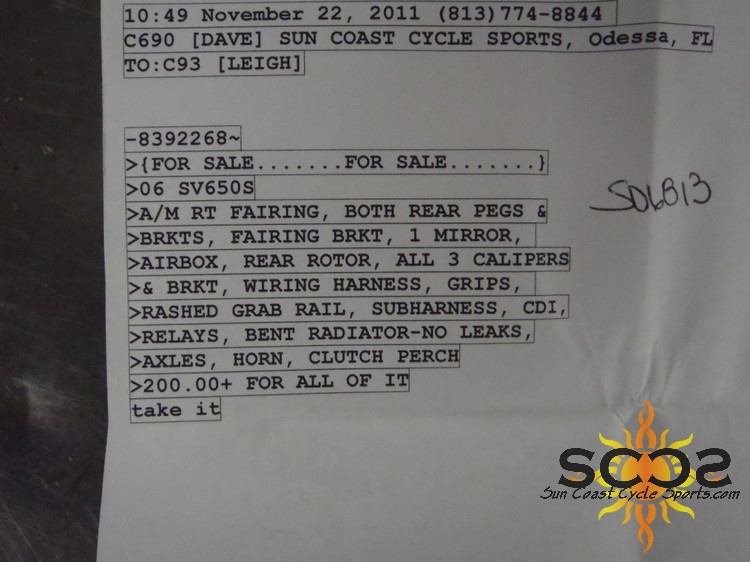 10:49 November 22, 2011 (813)774-8844
C690 [DAVE] SUN COAST CYCLE SPORTS, Odessa, FL
TO:C93 [LEIGH]
-8392268~
>{FOR SALE.......FOR SALE.......}
>06 SV650S
S06813
>A/M RT FAIRING, BOTH REAR PEGS &
>BRKTS, FAIRING BRKT, 1 MIRROR,
>AIRBOX, REAR ROTOR, ALL 3 CALIPERS
>& BRKT, WIRING HARNESS, GRIPS,
>RASHED GRAB RAIL, SUBHARNESS, CDI,
>RELAYS, BENT RADIATOR-NO LEAKS,
>AXLES, HORN, CLUTCH PERCH
>200.00+ FOR ALL OF IT
take it
SCCS
Sun Coast Cycle Sports.com